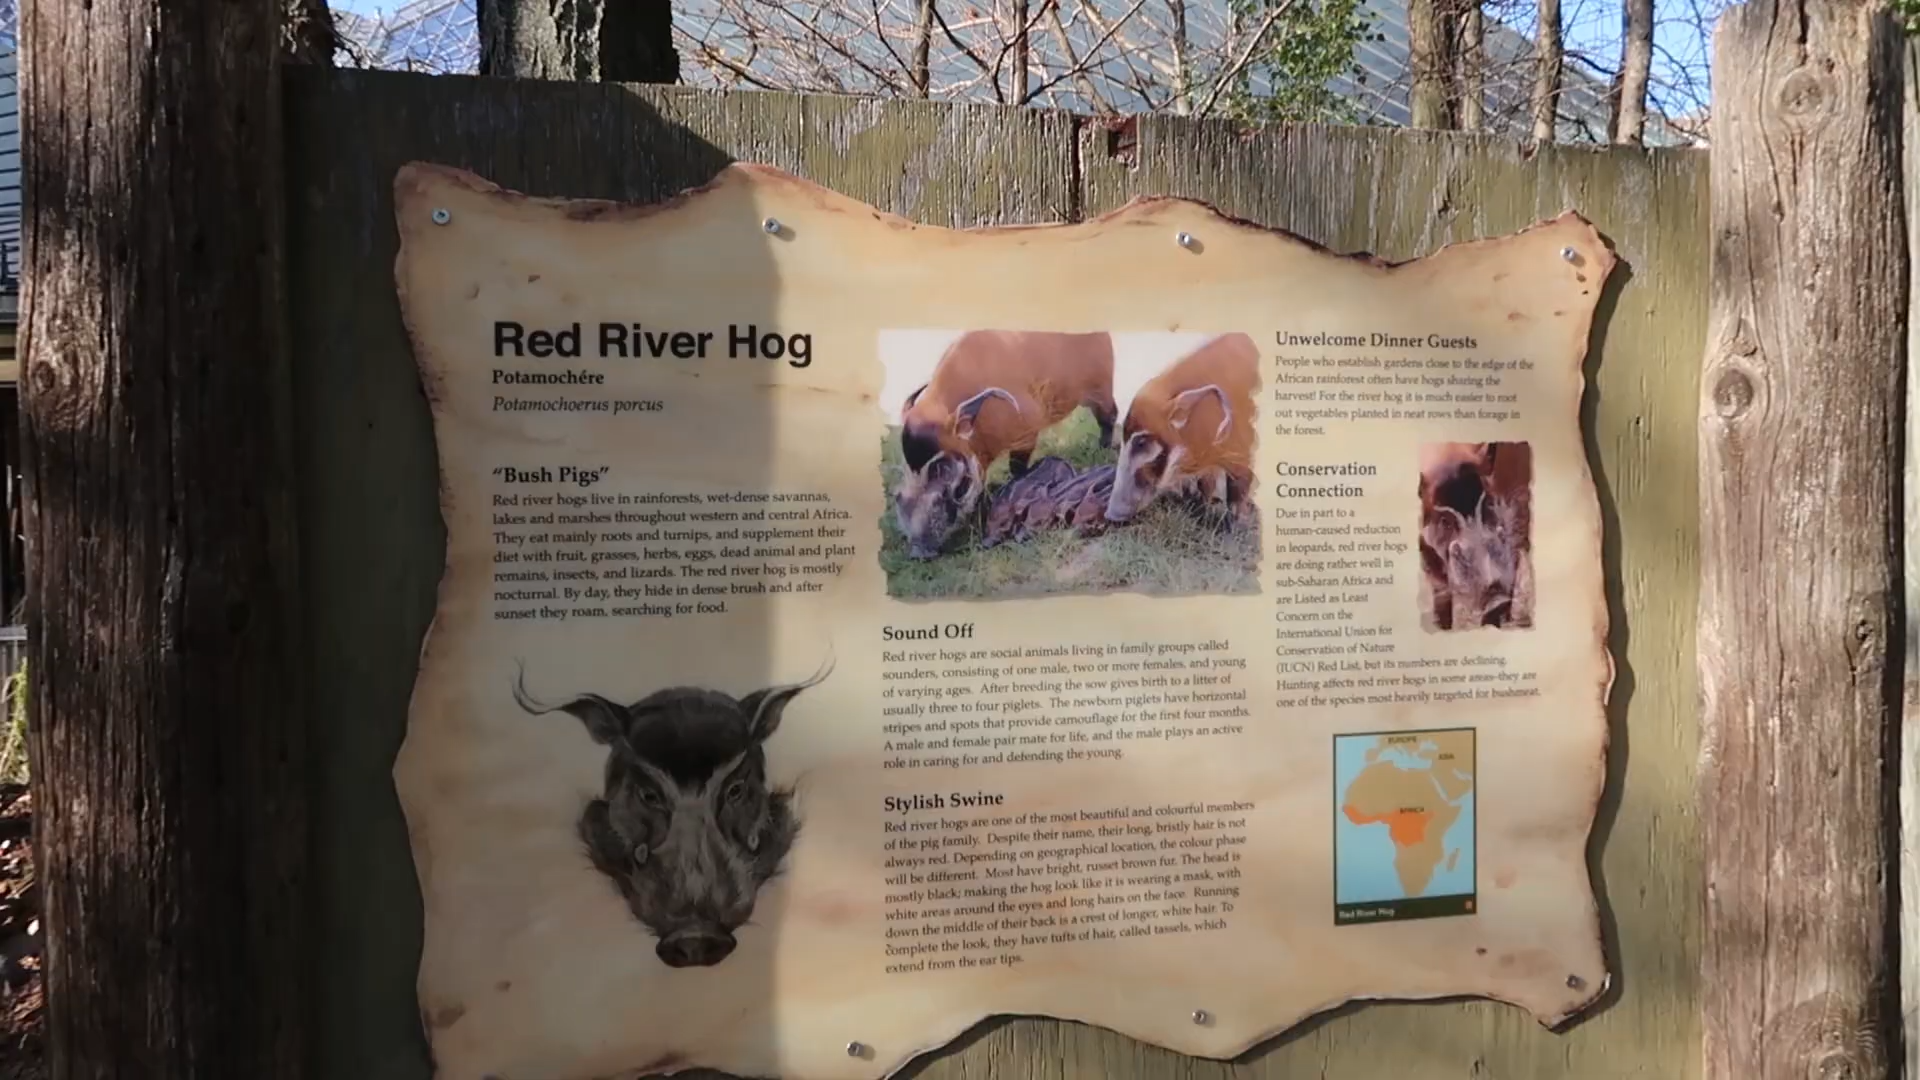 Red River Hog
Potamochére
Potamochoerus porcus
“Bush Pigs”
Red river hogs live in rainforests, wet-dense savannas,
lakes and marshes throughout western and central Africa.
They eat mainly roots and turnips, and supplement their
diet with fruit, grasses, herbs, eggs, dead animal and plant
remains, insects, and lizards. The red river hog is mostly
nocturnal. By day, they hide in dense brush and after
sunset they roam, searching for food.
Sound Off
Red river hogs are social animals living in family groups called
sounders, consisting of one male, two or more females, and young
of varying ages. After breeding the sow gives birth to a litter of
usually three to four piglets. The newborn piglets have horizontal
stripes and spots that provide camouflage for the first four months.
A male and female pair mate for life, and the male plays an active
role in caring for and defending the young.
Stylish Swine
Red river hogs are one of the most beautiful and colourful members
of the pig family. Despite their name, their long, bristly hair is not
always red. Depending on geographical location, the colour phase
will be different. Most have bright, russet brown fur. The head is
mostly black; making the hog look like it is wearing a mask, with
white areas around the eyes and long hairs on the face. Running
down the middle of their back is a crest of longer, white hair. To
complete the look, they have tufts of hair, called tassels, which
extend from the ear tips.
Unwelcome Dinner Guests
People who establish gardens close to the edge of the
African rainforest often have hogs sharing the
harvest! For the river hog it is much easier to root
out vegetables planted in neat rows than forage in
the forest.
Conservation
Connection
Due in part to a
human-caused reduction
in leopards, red river hogs
are doing rather well in
sub-Saharan Africa and
are Listed as Least
Concern on the
International Union for
Conservation of Nature
(IUCN) Red List, but its numbers are declining.
Hunting affects red river hogs in some areas-they are
one of the species most heavily targeted for bushmeat.
EUROPE
ASIA
AFRICA
Red River Hog